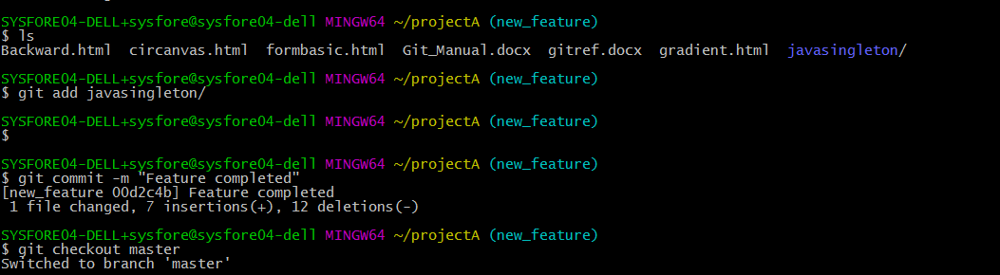 SYSFORE04-DELL+sysfore@sysfore04-dell MINGW64 ~/projectA (new_feature)
$ ls
Backward.html  circanvas.html  formbasic.html  Git_Manual.docx  gitref.docx  gradient.html  javasingleton/
SYSFORE04-DELL+sysfore@sysfore04-dell MINGW64 ~/projectA (new_feature)
$ git add javasingleton/
SYSFORE04-DELL+sysfore@sysfore04-dell MINGW64 ~/projectA (new_feature)
$
SYSFORE04-DELL+sysfore@sysfore04-dell MINGW64 ~/projectA (new_feature)
$ git commit -m "Feature completed"
[new_feature 00d2c4b] Feature completed
 1 file changed, 7 insertions(+), 12 deletions(-)
SYSFORE04-DELL+sysfore@sysfore04-dell MINGW64 ~/projectA (new_feature)
$ git checkout master
Switched to branch 'master'